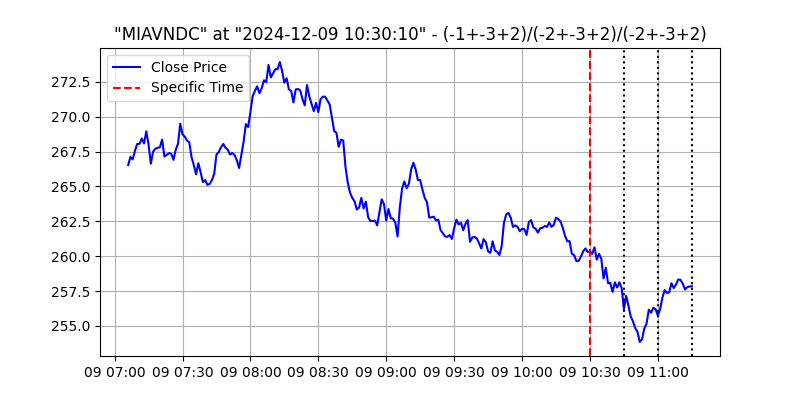 "MIAVNDC" at "2024-12-09 10:30:10" - (-1+-3+2)/(-2+-3+2)/(-2+-3+2)
Close Price
Specific Time
272.5
270.0
267.5
265.0
262.5
260.0
257.5
255.0
09 07:00 09 07:30 09 08:00 09 08:30 09 09:00 09 09:30 09 10:00 09 10:30 09 11:00